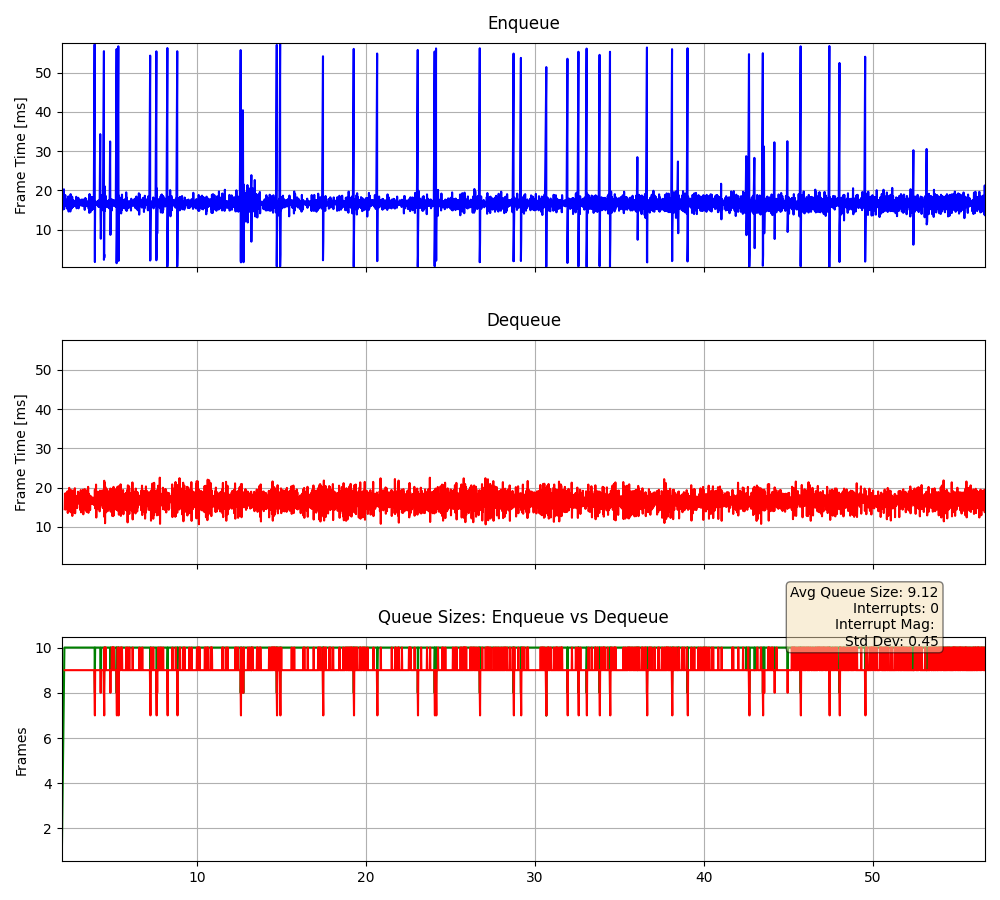 Enqueue
Frame Time [ms]
50
40
30
20
10
Dequeue
Frame Time [ms]
50
40
30
20
10
Avg Queue Size: 9.12
Interrupts: 0
Interrupt Mag:
Std Dev: 0.45
Queue Sizes: Enqueue vs Dequeue
Frames
10
8
6
4
2
10 20 30 40 50